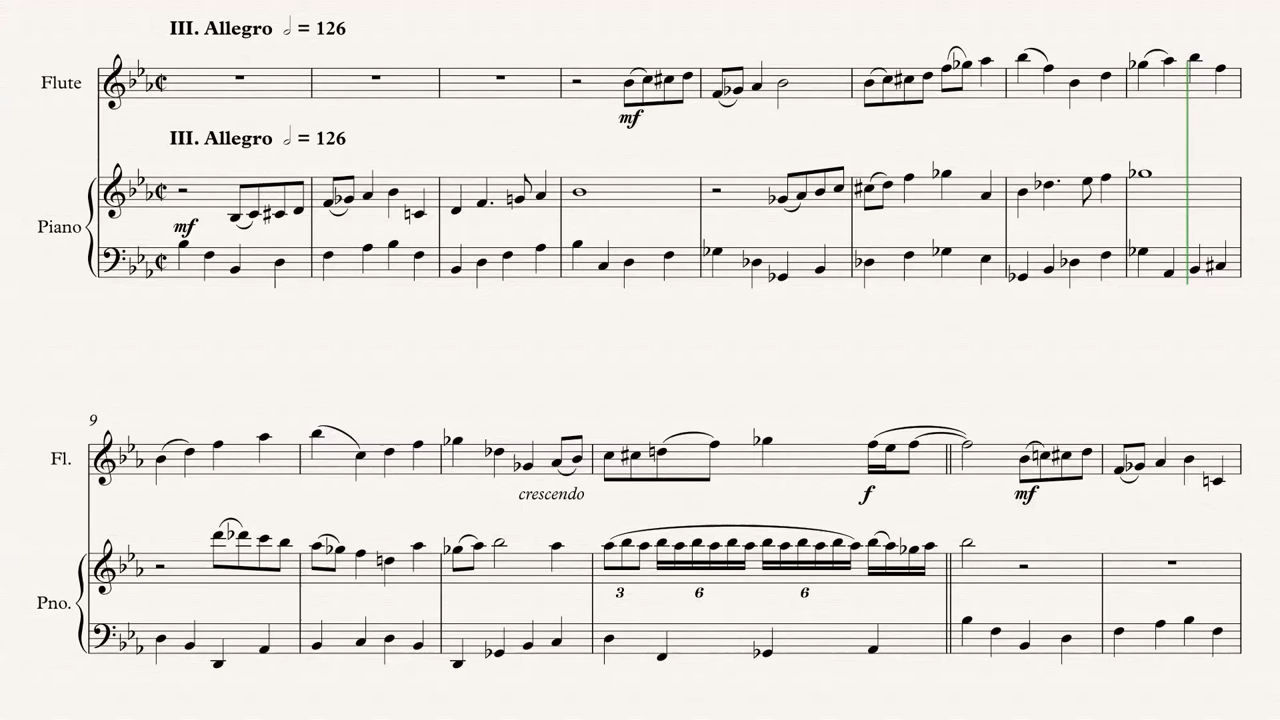 III. Allegro 𝅗𝅥 = 126
Flute
mf
III. Allegro 𝅗𝅥 = 126
Piano
mf
9
Fl.
crescendo
f
mf
Pno.
3
6
6